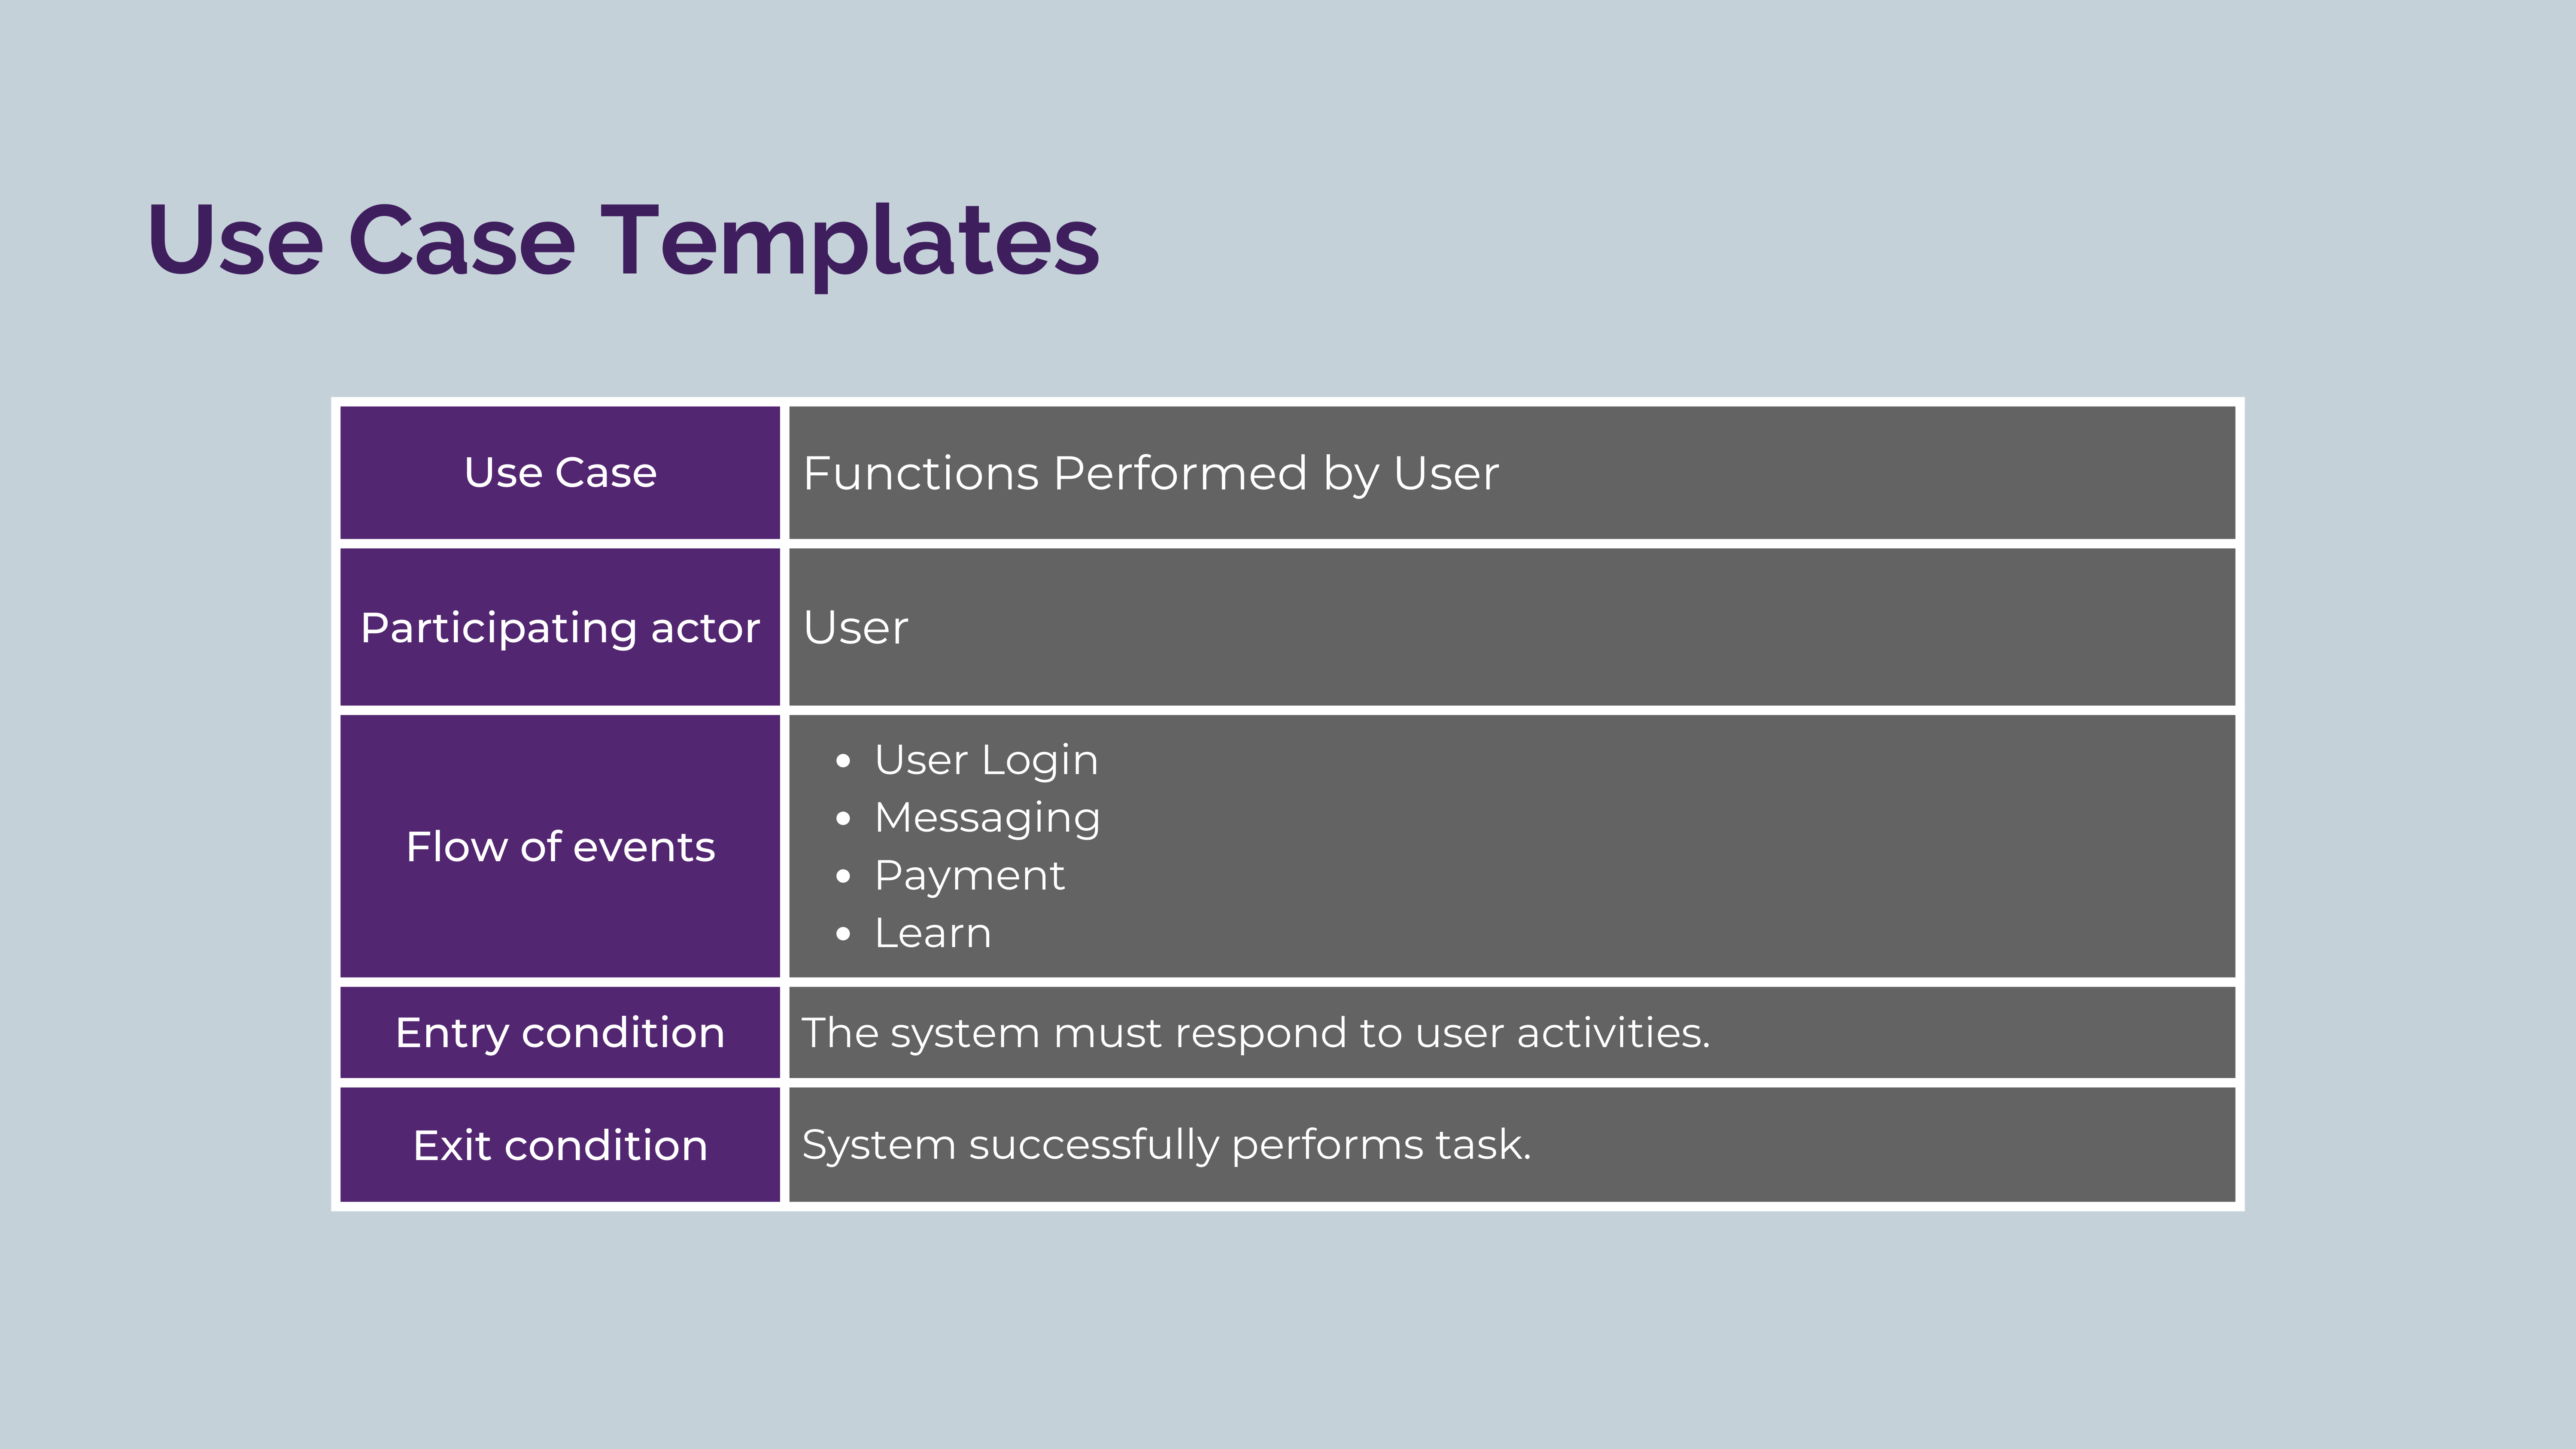 Use Case Templates
Use Case
Functions Performed by User
Participating actor
User
Flow of events
• User Login
• Messaging
• Payment
• Learn
Entry condition
The system must respond to user activities.
Exit condition
System successfully performs task.